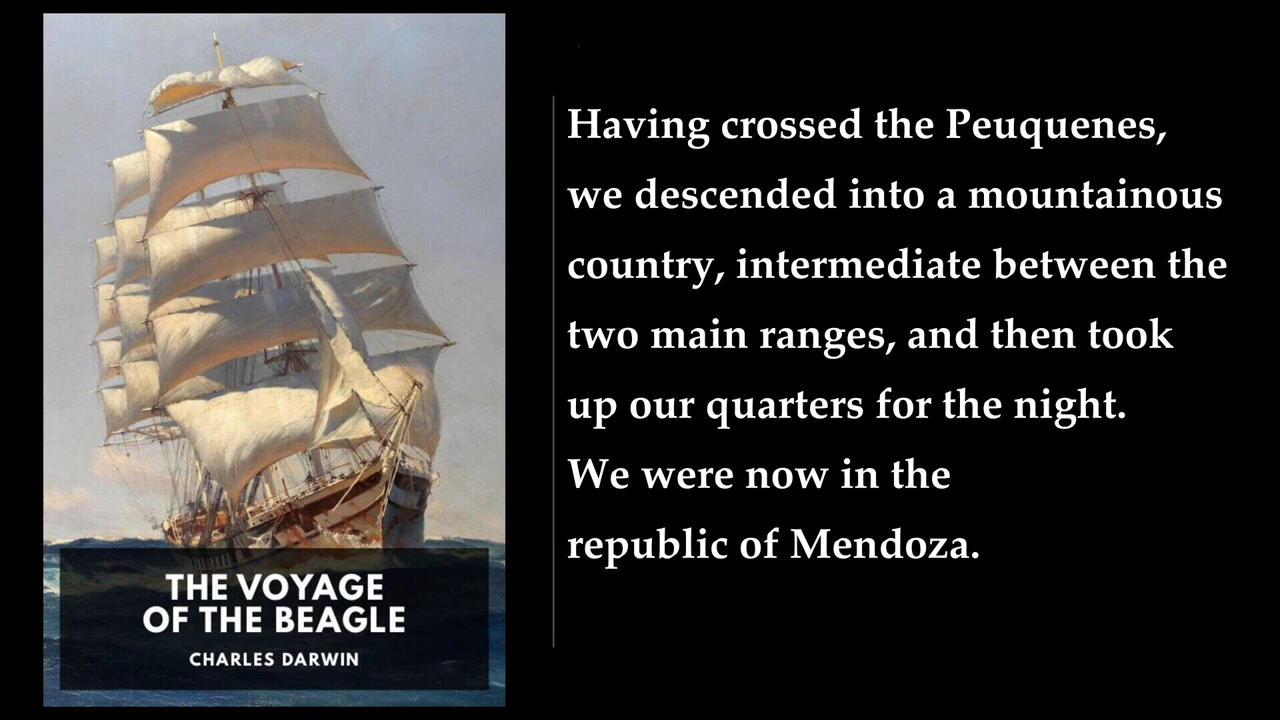 THE VOYAGE
OF THE BEAGLE
CHARLES DARWIN
Having crossed the Peuquenes,
we descended into a mountainous
country, intermediate between the
two main ranges, and then took
up our quarters for the night.
We were now in the
republic of Mendoza.